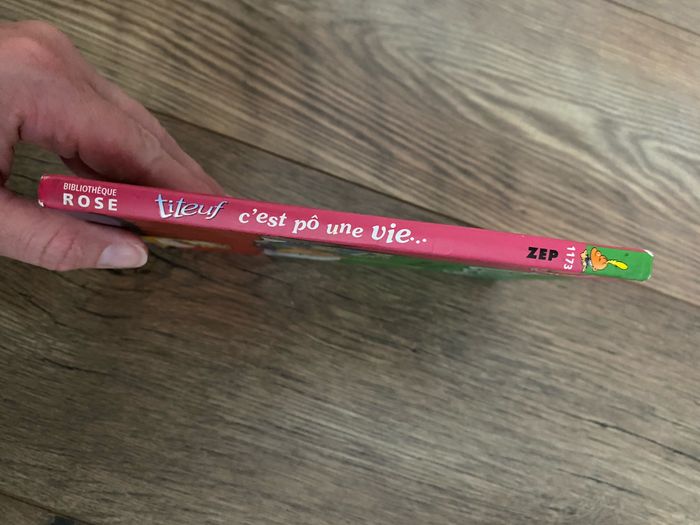 BIBLIOTHÈQUE
ROSE
titeuf c'est pô une vie...
ZEP
1173